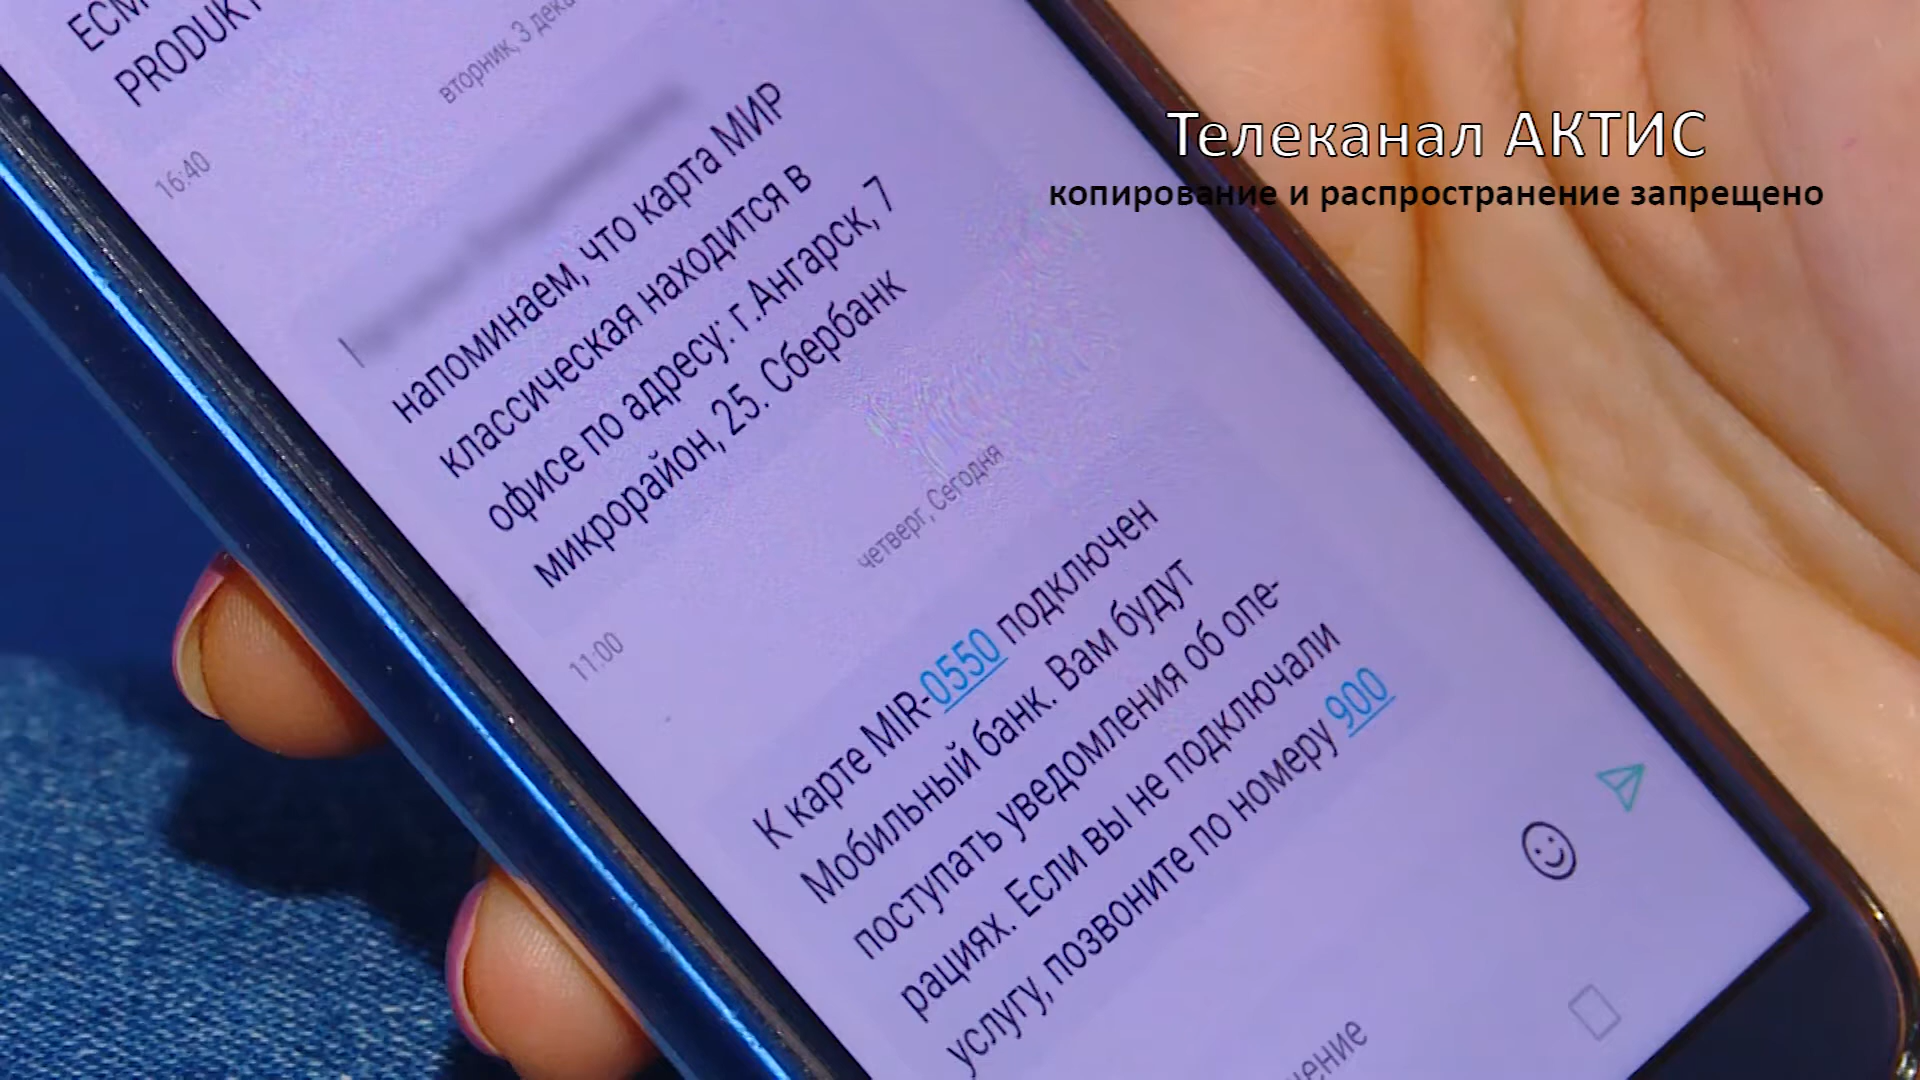 PRODUKT
вторник, 3 дека
16:40
напоминаем, что карта МИР
классическая находится в
офисе по адресу: г.Ангарск, 7
микрорайон, 25. Сбербанк
четверг, Сегодня
11:00
К карте MIR-0550 подключен
Мобильный банк. Вам будут
поступать уведомления об опе-
рациях. Если вы не подключали
услугу, позвоните по номеру 900
Телеканал АКТИС
копирование и распространение запрещено